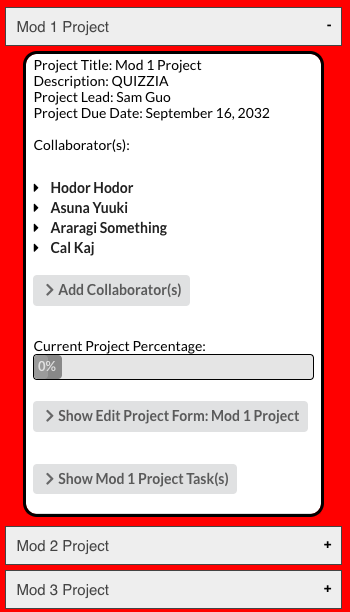 Mod 1 Project -
Project Title: Mod 1 Project
Description: QUIZZIA
Project Lead: Sam Guo
Project Due Date: September 16, 2032
Collaborator(s):
Hodor Hodor
Asuna Yuuki
Araragi Something
Cal Kaj
Add Collaborator(s)
Current Project Percentage:
0%
Show Edit Project Form: Mod 1 Project
Show Mod 1 Project Task(s)
Mod 2 Project +
Mod 3 Project +